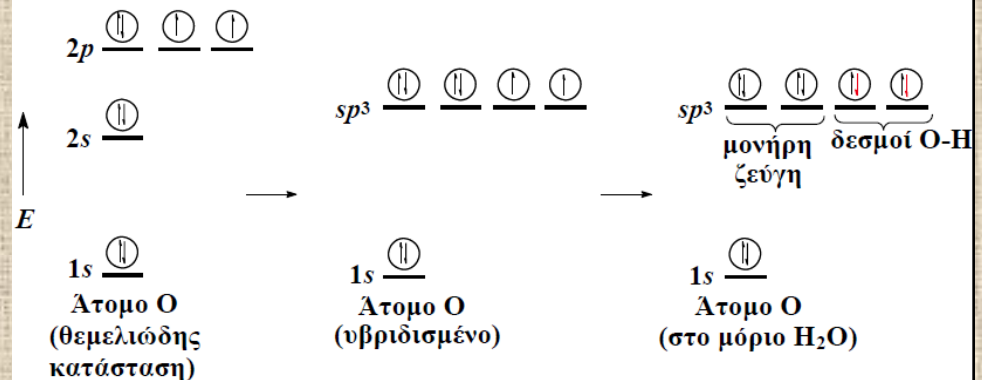 2p
2s
E
1s
Άτομο Ο
(θεμελιώδης
κατάσταση)
sp³
1s
Άτομο Ο
(υβριδισμένο)
sp³
μονήρη
ζεύγη
δεσμοί Ο-Η
1s
Άτομο Ο
(στο μόριο H₂O)